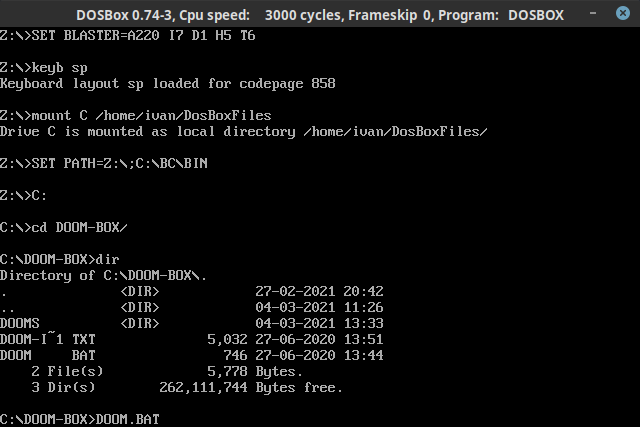 DOSBox 0.74-3, Cpu speed:    3000 cycles, Frameskip  0, Program:   DOSBOX
Z:\>SET BLASTER=A220 I7 D1 H5 T6
Z:\>keyb sp
Keyboard layout sp loaded for codepage 858
Z:\>mount C /home/ivan/DosBoxFiles
Drive C is mounted as local directory /home/ivan/DosBoxFiles/
Z:\>SET PATH=Z:\;C:\BC\BIN
Z:\>C:
C:\>cd DOOM-BOX/
C:\DOOM-BOX>dir
Directory of C:\DOOM-BOX\.
.              <DIR>            27-02-2021 20:42
..             <DIR>            04-03-2021 11:26
DOOMS          <DIR>            04-03-2021 13:33
DOOM-I~1 TXT              5,032 27-06-2020 13:51
DOOM     BAT                746 27-06-2020 13:44
    2 File(s)             5,778 Bytes.
    3 Dir(s)        262,111,744 Bytes free.
C:\DOOM-BOX>DOOM.BAT